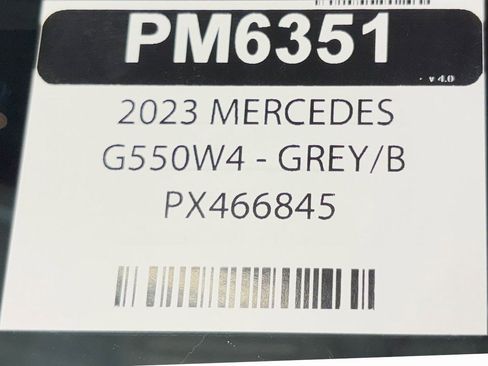 PM6351
v 4.0
2023 MERCEDES
G550W4 - GREY/B
PX466845